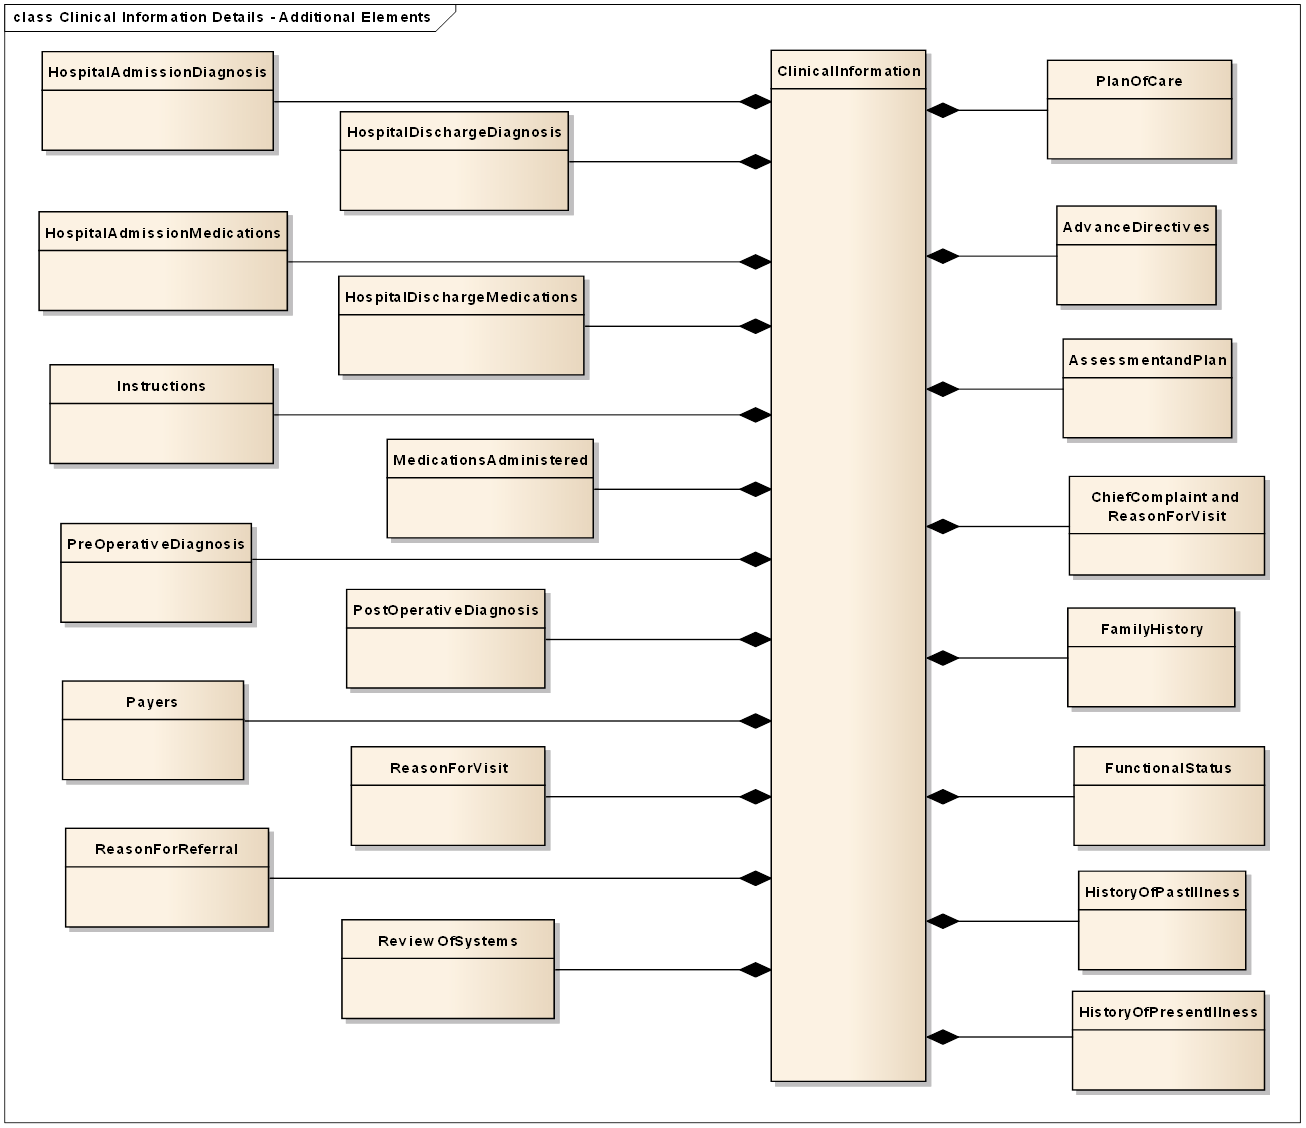 class Clinical Information Details - Additional Elements
HospitalAdmissionDiagnosis
HospitalDischargeDiagnosis
HospitalAdmissionMedications
HospitalDischargeMedications
Instructions
MedicationsAdministered
PreOperativeDiagnosis
PostOperativeDiagnosis
Payers
ReasonForVisit
ReasonForReferral
ReviewOfSystems
ClinicalInformation
PlanOfCare
AdvanceDirectives
AssessmentandPlan
ChiefComplaint and
ReasonForVisit
FamilyHistory
FunctionalStatus
HistoryOfPastIllness
HistoryOfPresentIllness